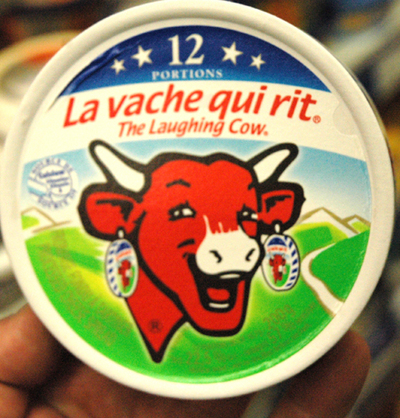 12
PORTIONS
La vache qui rit®
The Laughing Cow®
®